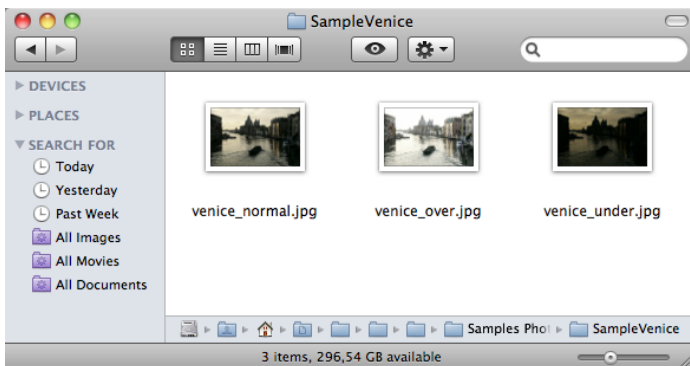 SampleVenice
DEVICES
PLACES
SEARCH FOR
Today
Yesterday
Past Week
All Images
All Movies
All Documents
venice_normal.jpg
venice_over.jpg
venice_under.jpg
Samples Phot SampleVenice
3 items, 296,54 GB available